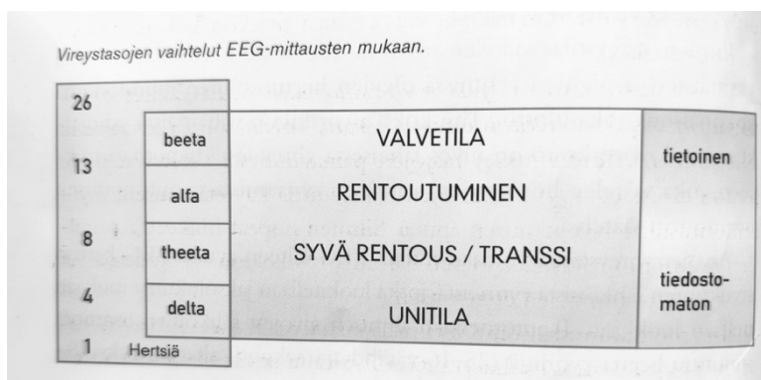 Vireystasojen vaihtelut EEG-mittausten mukaan.
26
beeta VALVETILA tietoinen
13
alfa RENTOUTUMINEN
8
theeta SYVÄ RENTOUS / TRANSSI
4
delta UNITILA tiedosto-
maton
1 Hertsiä